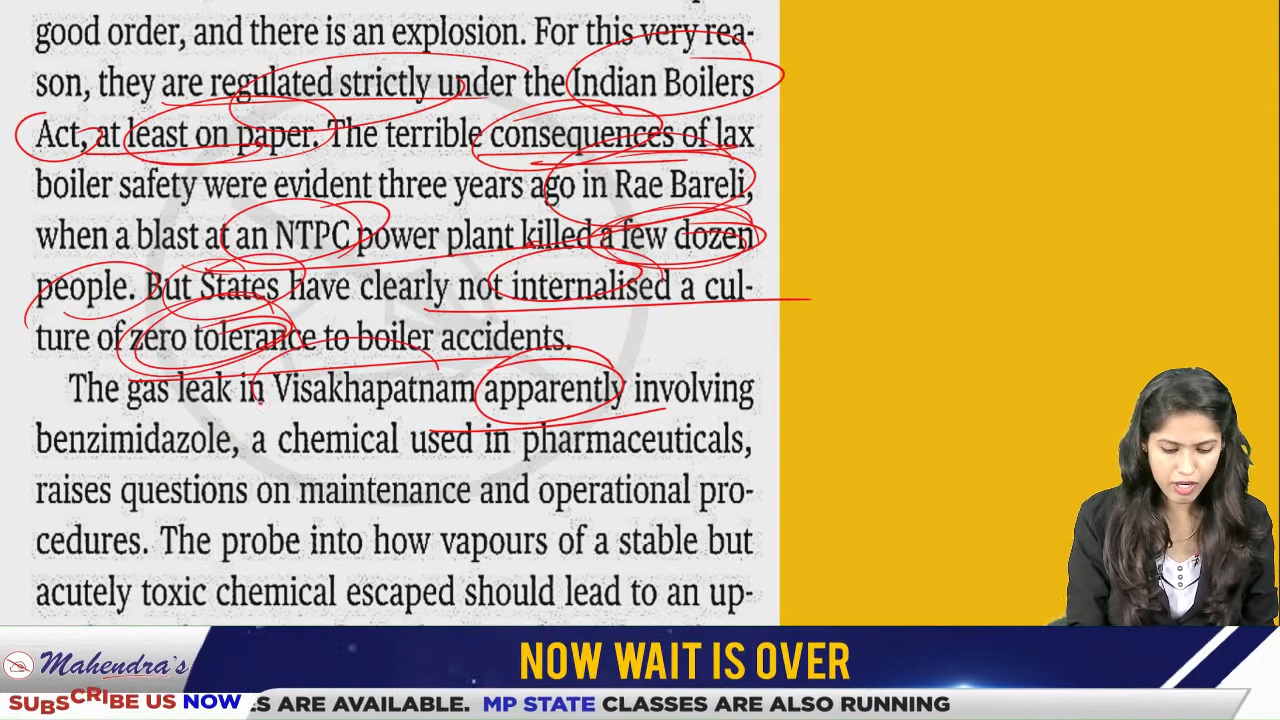 good order, and there is an explosion. For this very rea-
son, they are regulated strictly under the Indian Boilers
Act, at least on paper. The terrible consequences of lax
boiler safety were evident three years ago in Rae Bareli,
when a blast at an NTPC power plant killed a few dozen
people. But States have clearly not internalised a cul-
ture of zero tolerance to boiler accidents.
The gas leak in Visakhapatnam apparently involving
benzimidazole, a chemical used in pharmaceuticals,
raises questions on maintenance and operational pro-
cedures. The probe into how vapours of a stable but
acutely toxic chemical escaped should lead to an up-
Mahendra's
NOW WAIT IS OVER
SUBSCRIBE US NOW
ES ARE AVAILABLE. MP STATE CLASSES ARE ALSO RUNNING